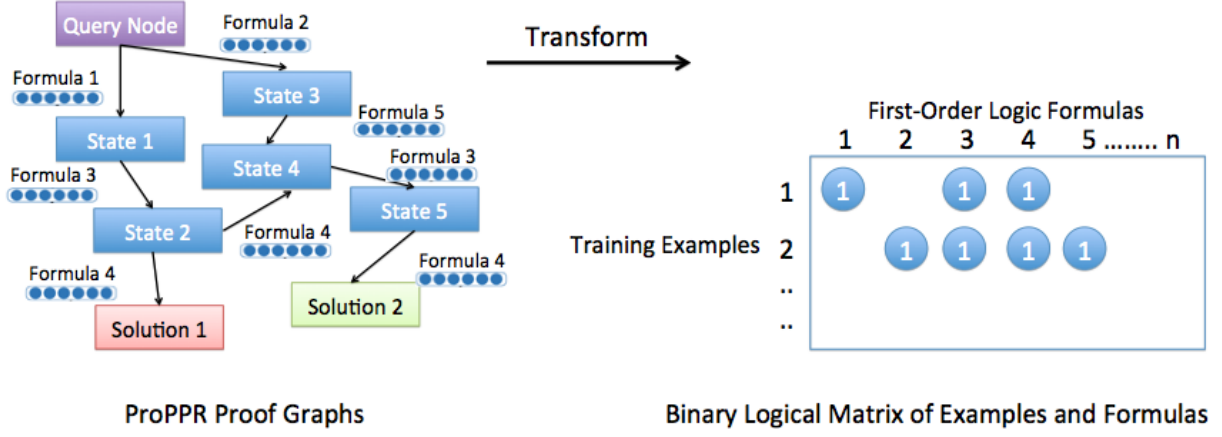 Query Node
Formula 2
Transform
Formula 1
State 3
Formula 5
State 1
State 4
Formula 3
Formula 3
State 2
State 5
Formula 4
Formula 4
Formula 4
Solution 1
Solution 2
ProPPR Proof Graphs
First-Order Logic Formulas
1 2 3 4 5 ........ n
1 1 1 1
Training Examples 2 1 1 1 1
..
..
Binary Logical Matrix of Examples and Formulas